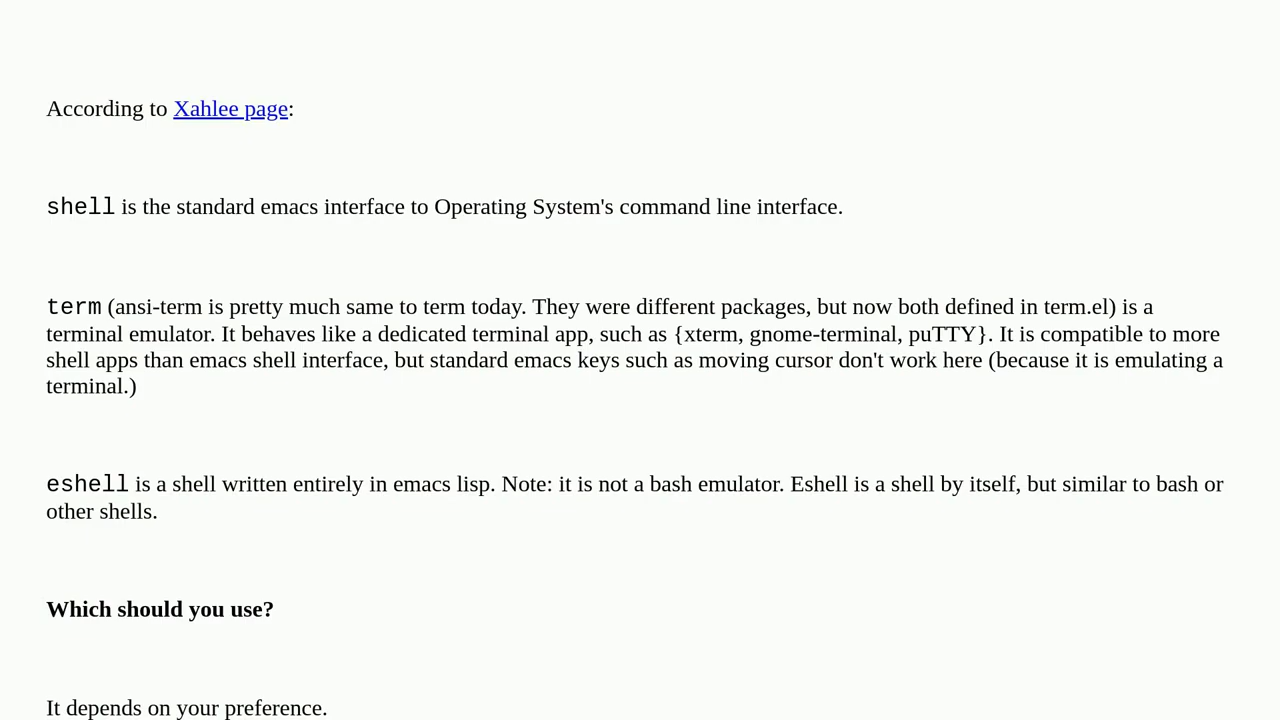 According to Xahlee page:
shell is the standard emacs interface to Operating System's command line interface.
term (ansi-term is pretty much same to term today. They were different packages, but now both defined in term.el) is a
terminal emulator. It behaves like a dedicated terminal app, such as {xterm, gnome-terminal, puTTY}. It is compatible to more
shell apps than emacs shell interface, but standard emacs keys such as moving cursor don't work here (because it is emulating a
terminal.)
eshell is a shell written entirely in emacs lisp. Note: it is not a bash emulator. Eshell is a shell by itself, but similar to bash or
other shells.
Which should you use?
It depends on your preference.